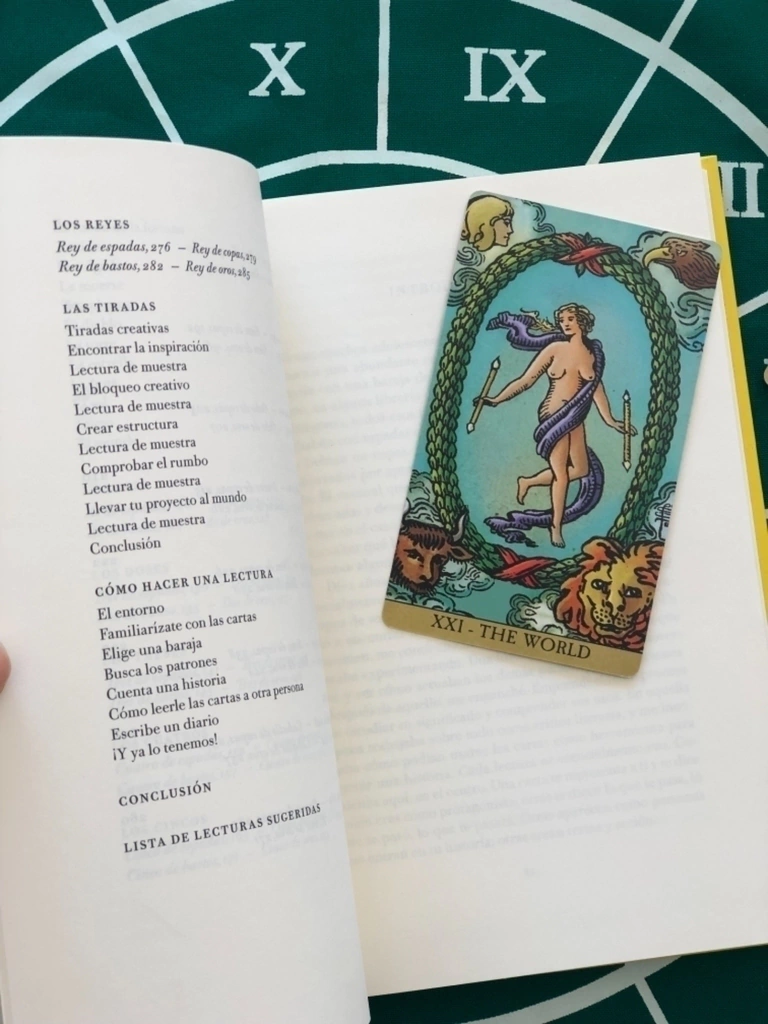 X
IX
II
LOS REYES
Rey de espadas, 276 — Rey de copas, 279
Rey de bastos, 282 — Rey de oros, 285
LAS TIRADAS
Tiradas creativas
Encontrar la inspiración
Lectura de muestra
El bloqueo creativo
Lectura de muestra
Crear estructura
Lectura de muestra
Comprobar el rumbo
Lectura de muestra
Llevar tu proyecto al mundo
Lectura de muestra
Conclusión
CÓMO HACER UNA LECTURA
El entorno
Familiarízate con las cartas
Elige una baraja
Busca los patrones
Cuenta una historia
Cómo leerle las cartas a otra persona
Escribe un diario
¡Y ya lo tenemos!
CONCLUSIÓN
LISTA DE LECTURAS SUGERIDAS
XXI - THE WORLD